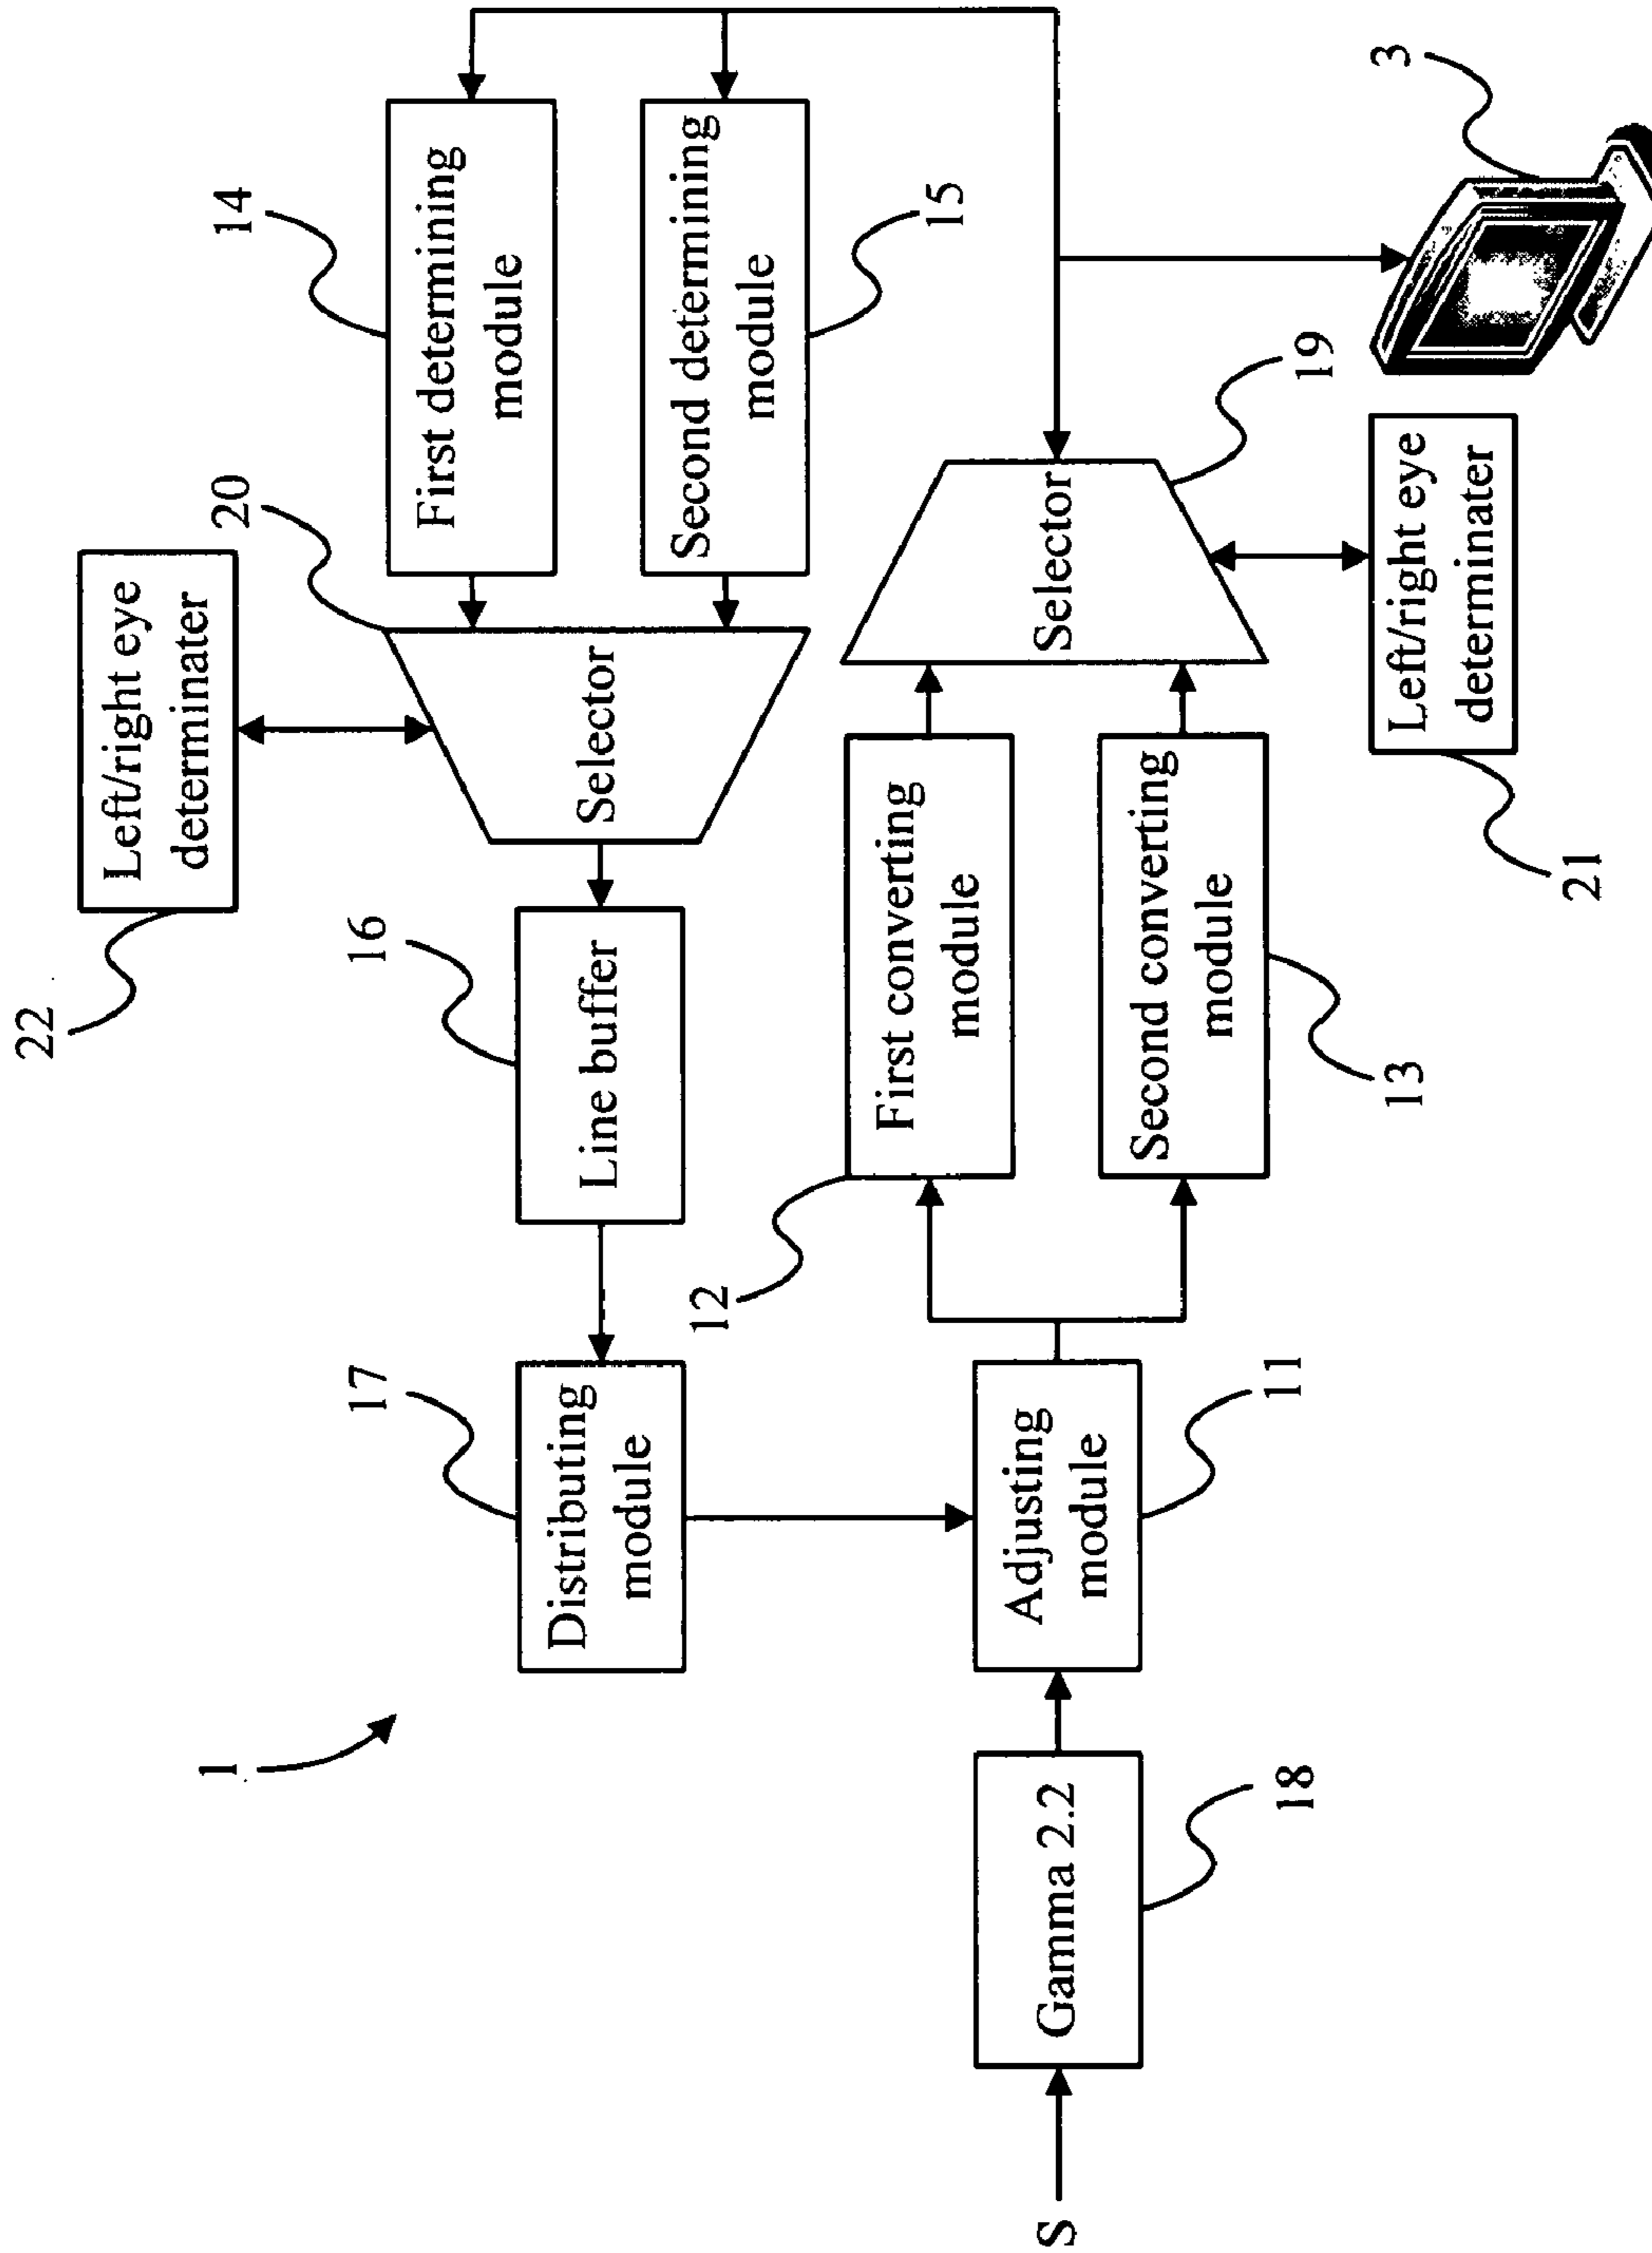 1
22
Left/right eye
determiner
20
14
First determining
module
Selector
16
Line buffer
17
Distributing
module
Second determining
module
15
12
First converting
module
Selector
19
3
S
Gamma 2.2
18
Adjusting
module
11
Second converting
module
13
Left/right eye
determinater
21